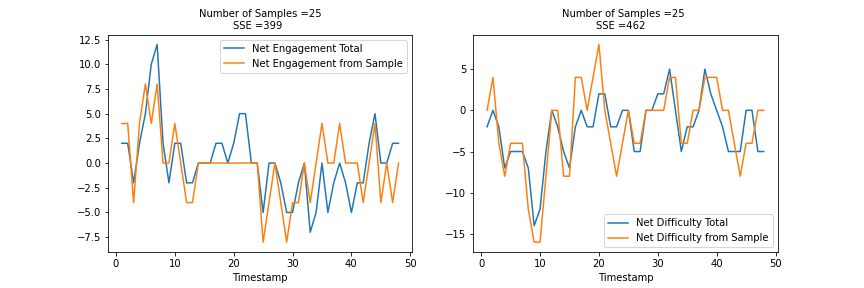 Number of Samples =25
SSE =399
12.5
10.0
7.5
5.0
2.5
0.0
−2.5
−5.0
−7.5
Net Engagement Total
Net Engagement from Sample
0 10 20 30 40 50
Timestamp
Number of Samples =25
SSE =462
5
0
−5
−10
−15
Net Difficulty Total
Net Difficulty from Sample
0 10 20 30 40 50
Timestamp